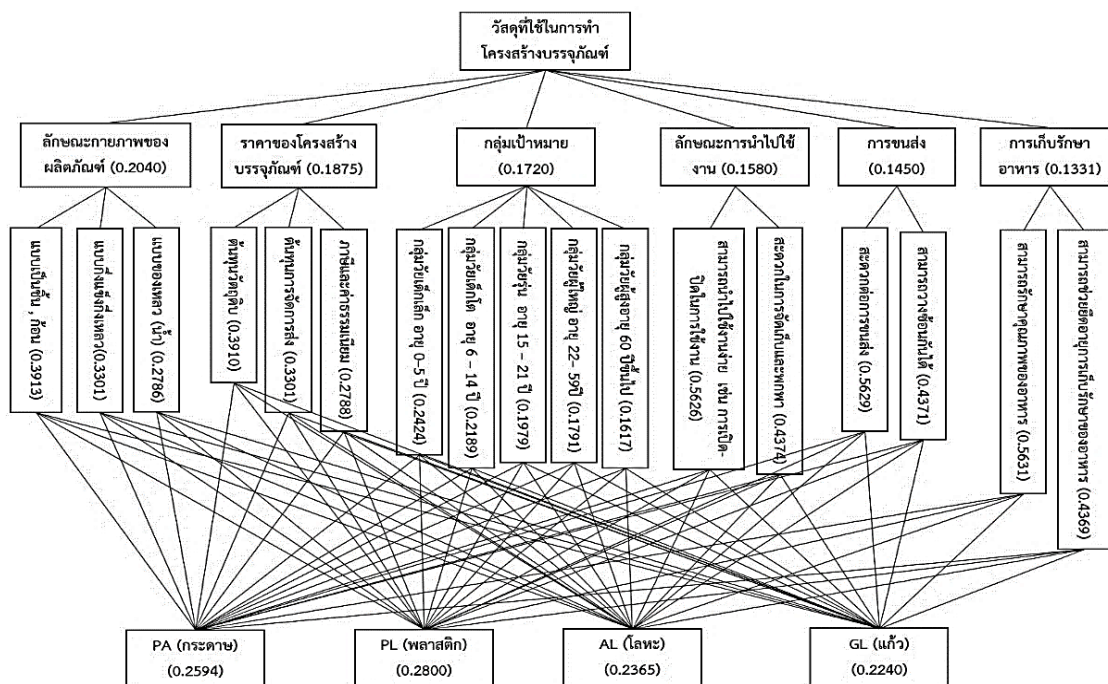 วัสดุที่ใช้ในการทำ
โครงสร้างบรรจุภัณฑ์
ลักษณะกายภาพของ
ผลิตภัณฑ์ (0.2040)
ราคาของโครงสร้าง
บรรจุภัณฑ์ (0.1875)
กลุ่มเป้าหมาย
(0.1720)
ลักษณะการนำไปใช้
งาน (0.1580)
การขนส่ง
(0.1450)
การเก็บรักษา
อาหาร (0.1331)
แบบเป็นชิ้น , ก้อน (0.3913)
แบบกึ่งแข็งกึ่งเหลว(0.3301)
แบบของเหลว (น้ำ) (0.2786)
ต้นทุนวัตถุดิบ (0.3910)
ต้นทุนการจัดการส่ง (0.3301)
ภาษีและค่าธรรมเนียม (0.2788)
กลุ่มวัยเด็กเล็ก อายุ 0–5 ปี (0.2424)
กลุ่มวัยเด็กโต อายุ 6 – 14 ปี (0.2189)
กลุ่มวัยรุ่น อายุ 15 – 21 ปี (0.1979)
กลุ่มวัยผู้ใหญ่ อายุ 22– 59ปี (0.1791)
กลุ่มวัยผู้สูงอายุ 60 ปีขึ้นไป (0.1617)
สามารถนำไปใช้งานง่าย เช่น การเปิด-
ปิดในการใช้งาน (0.5626)
สะดวกในการจัดเก็บและพกพา (0.4374)
สะดวกต่อการขนส่ง (0.5629)
สามารถวางซ้อนกันได้ (0.4371)
สามารถรักษาคุณภาพของอาหาร (0.5631)
สามารถช่วยยืดอายุการเก็บรักษาของอาหาร (0.4369)
PA (กระดาษ)
(0.2594)
PL (พลาสติก)
(0.2800)
AL (โลหะ)
(0.2365)
GL (แก้ว)
(0.2240)